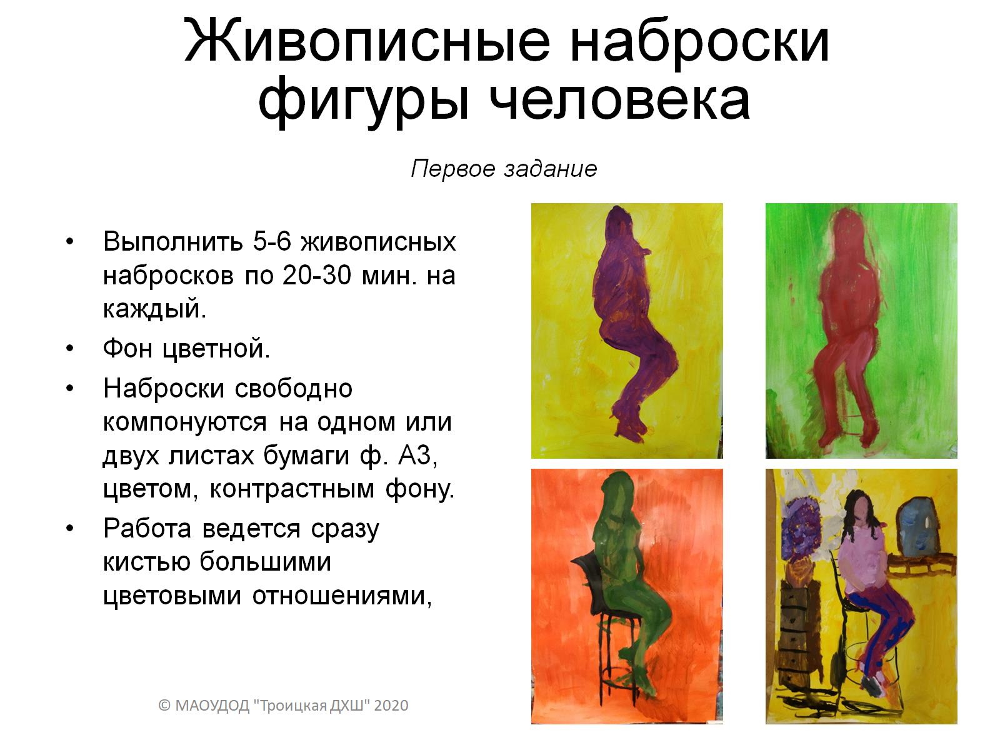 Живописные наброски
фигуры человека
Первое задание
• Выполнить 5-6 живописных
набросков по 20-30 мин. на
каждый.
• Фон цветной.
• Наброски свободно
компонуются на одном или
двух листах бумаги ф. А3,
цветом, контрастным фону.
• Работа ведется сразу
кистью большими
цветовыми отношениями,
© МАОУДОД "Троицкая ДХШ" 2020